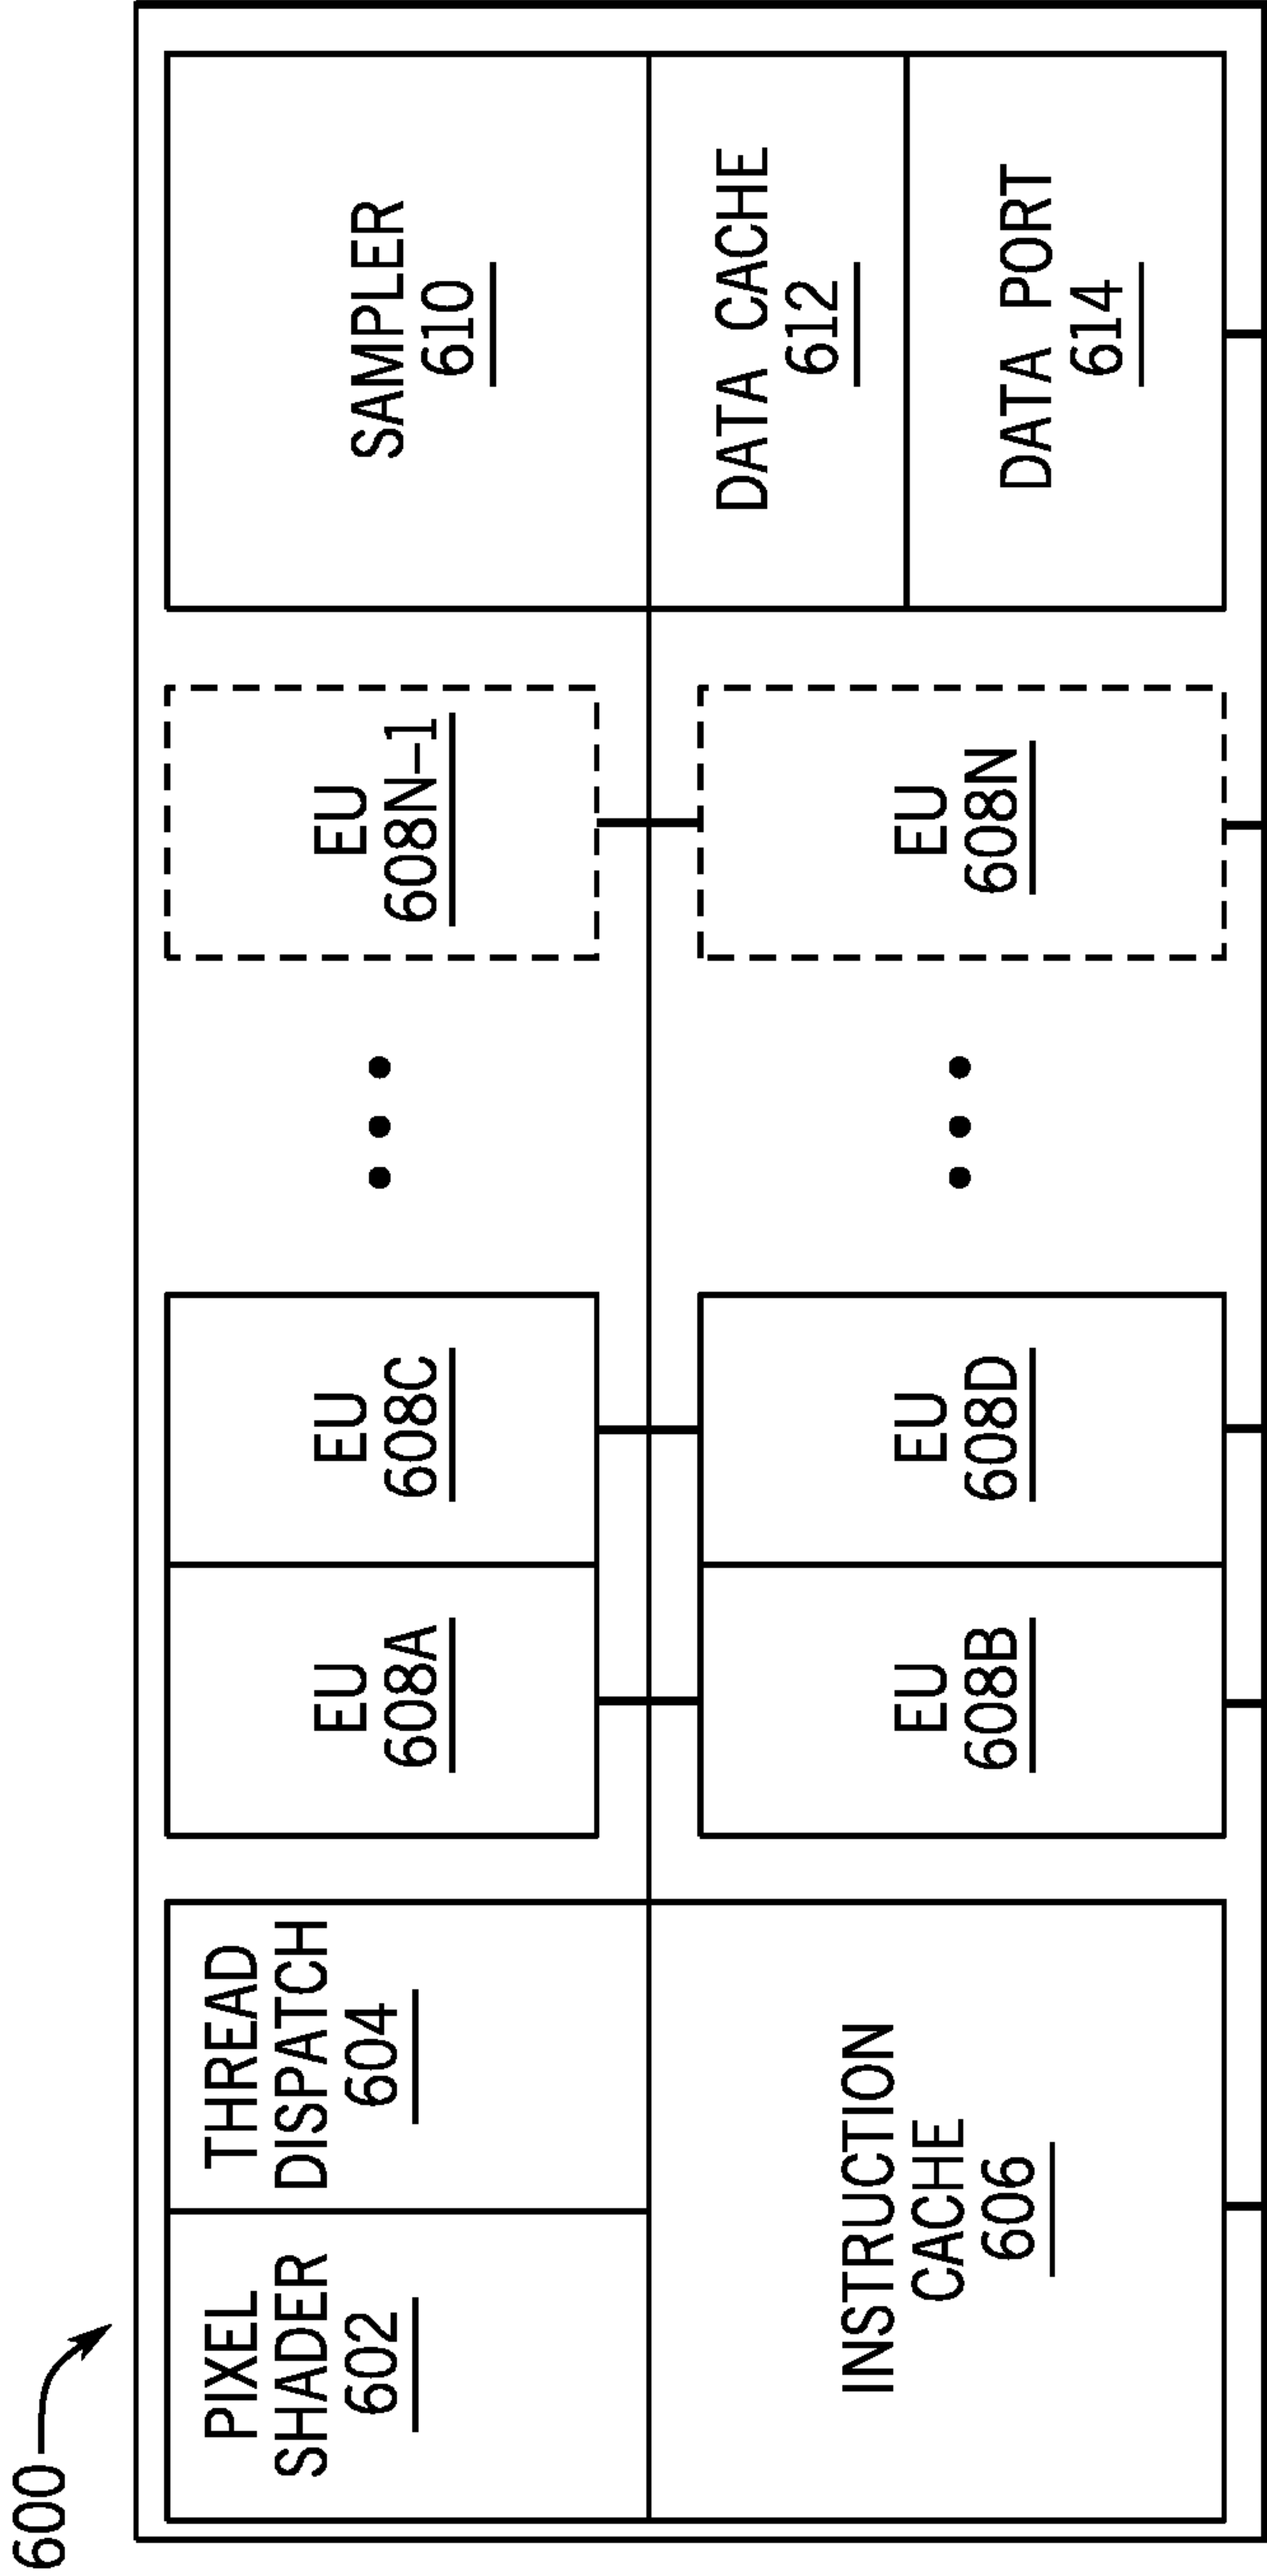 600
PIXEL
SHADER
602
THREAD
DISPATCH
604
INSTRUCTION
CACHE
606
EU
608A
EU
608C
EU
608B
EU
608D
EU
608N–1
EU
608N
SAMPLER
610
DATA CACHE
612
DATA PORT
614